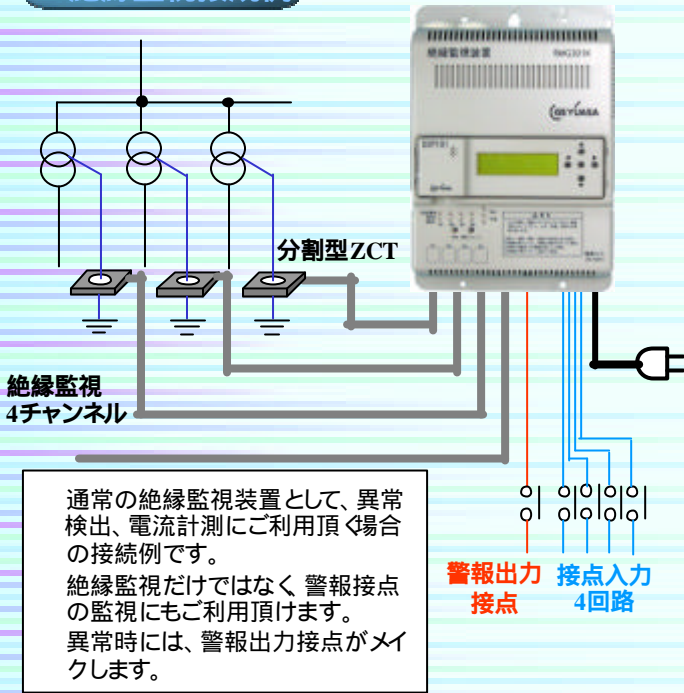 絶縁監視装置
GS YUASA
分割型ZCT
絶縁監視
4チャンネル
通常の絶縁監視装置として、異常
検出、電流計測にご利用頂く場合
の接続例です。
絶縁監視だけではなく、警報接点
の監視にもご利用頂けます。
異常時には、警報出力接点がメイ
クします。
警報出力
接点
接点入力
4回路